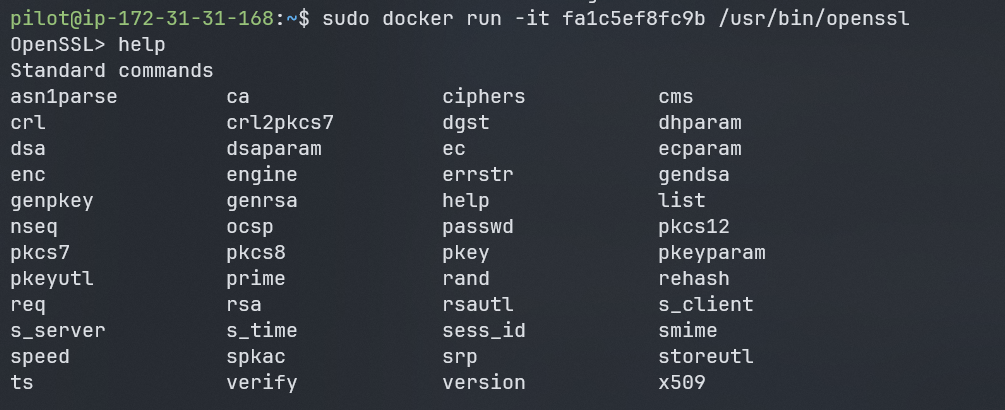 pilot@ip-172-31-31-168:~$ sudo docker run -it fa1c5ef8fc9b /usr/bin/openssl
OpenSSL> help
Standard commands
asn1parse ca ciphers cms
crl crl2pkcs7 dgst dhparam
dsa dsaparam ec ecparam
enc engine errstr gendsa
genpkey genrsa help list
nseq ocsp passwd pkcs12
pkcs7 pkcs8 pkey pkeyparam
pkeyutl prime rand rehash
req rsa rsautl s_client
s_server s_time sess_id smime
speed spkac srp storeutl
ts verify version x509